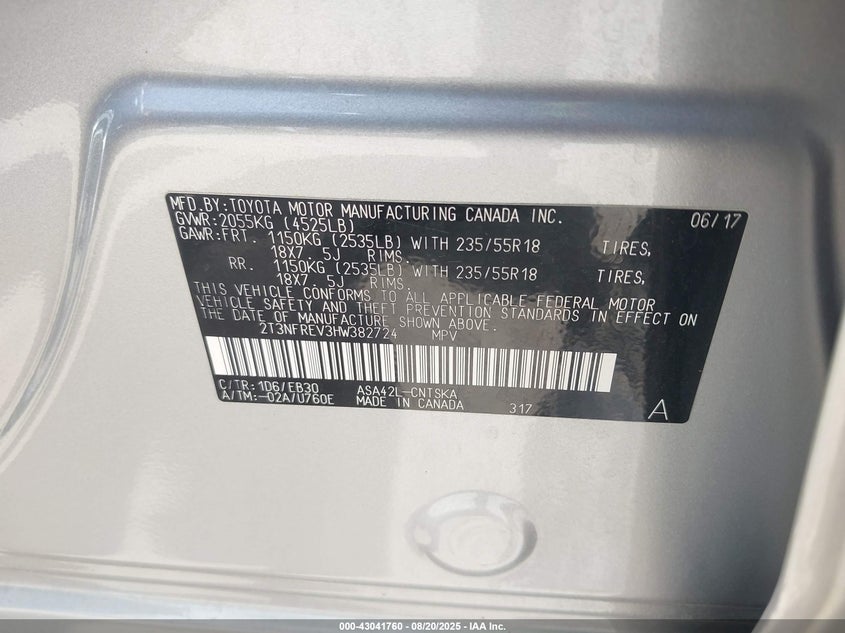 MFD.BY:TOYOTA MOTOR MANUFACTURING CANADA INC. 06/17
GVWR:2055KG (4525LB)
GAWR:FRT. 1150KG (2535LB) WITH 235/55R18 TIRES,
18X7. 5J RIMS.
RR. 1150KG (2535LB) WITH 235/55R18 TIRES,
18X7. 5J RIMS.
THIS VEHICLE CONFORMS TO ALL APPLICABLE FEDERAL MOTOR
VEHICLE SAFETY AND THEFT PREVENTION STANDARDS IN EFFECT ON
THE DATE OF MANUFACTURE SHOWN ABOVE.
2T3NFREV3HW382724 MPV
C/TR:1D6/EB30 ASA42L-CNTSKA
A/TM:-02A/U760E MADE IN CANADA 317 A
000-43041760 - 08/20/2025 - IAA Inc.